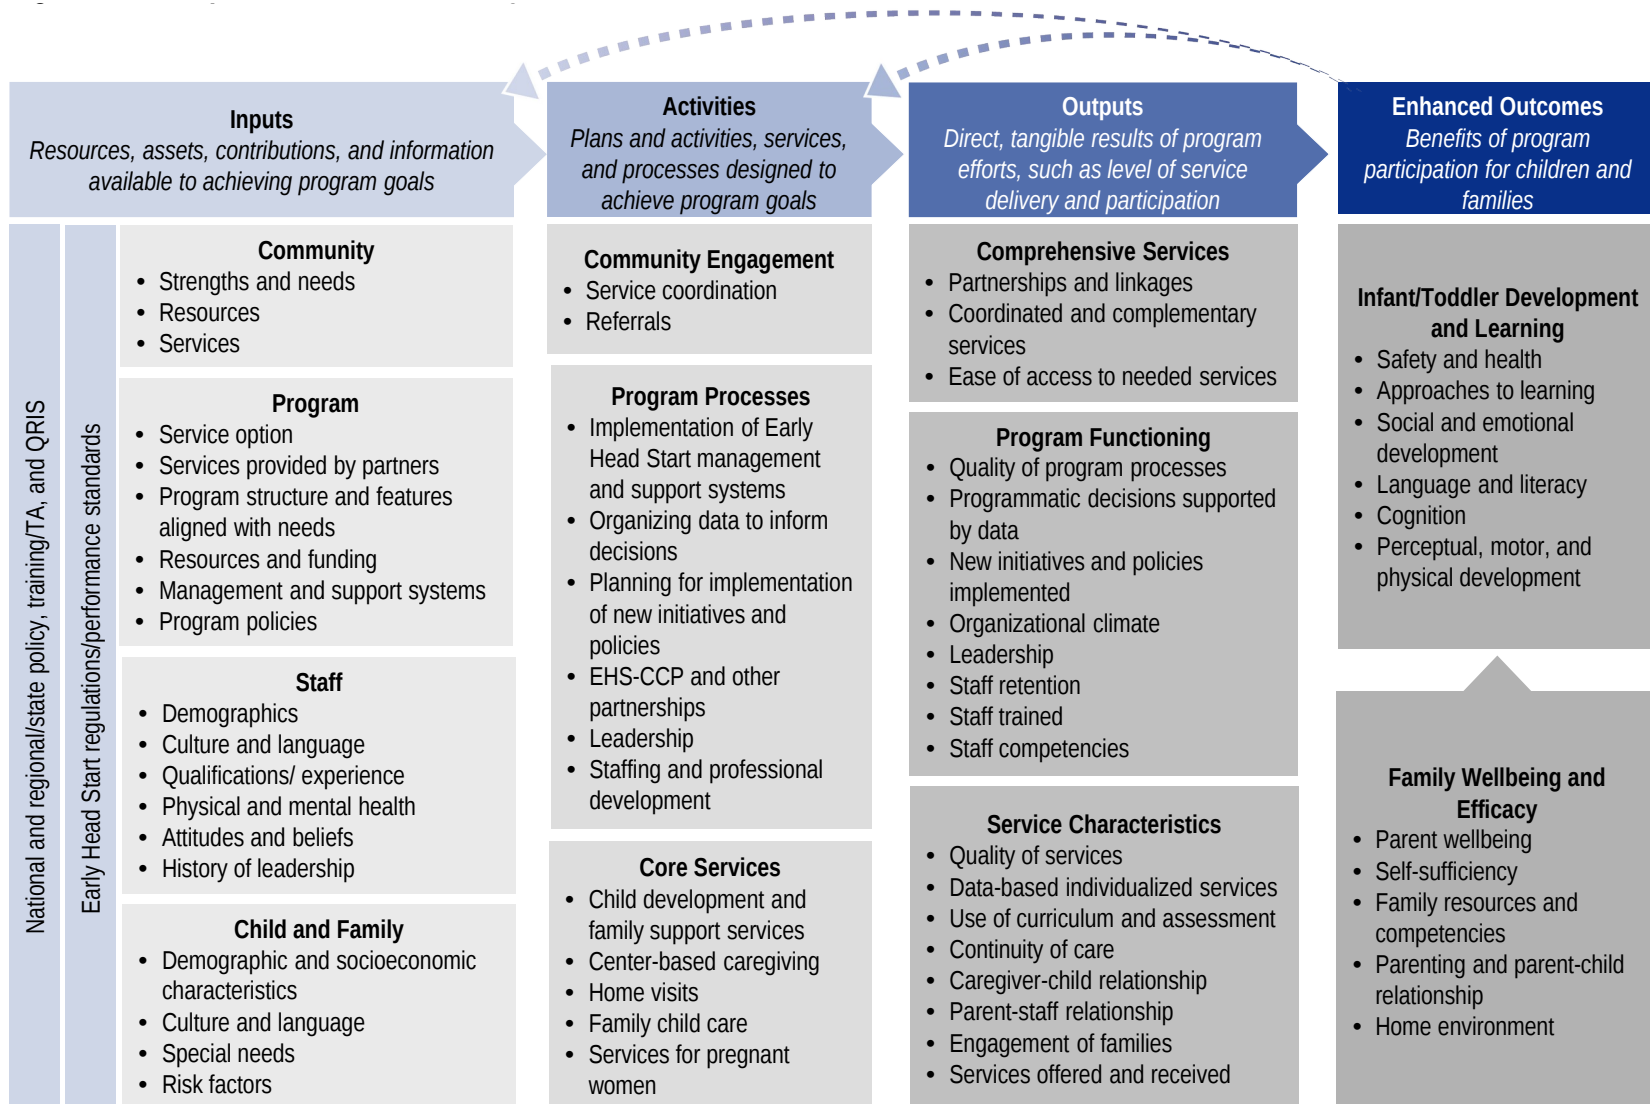 Inputs
Resources, assets, contributions, and information
available to achieving program goals
Activities
Plans and activities, services,
and processes designed to
achieve program goals
Outputs
Direct, tangible results of program
efforts, such as level of service
delivery and participation
Enhanced Outcomes
Benefits of program
participation for children and
families
National and regional/state policy, training/TA, and QRIS
Early Head Start regulations/performance standards
Community
• Strengths and needs
• Resources
• Services
Program
• Service option
• Services provided by partners
• Program structure and features
aligned with needs
• Resources and funding
• Management and support systems
• Program policies
Staff
• Demographics
• Culture and language
• Qualifications/ experience
• Physical and mental health
• Attitudes and beliefs
• History of leadership
Child and Family
• Demographic and socioeconomic
characteristics
• Culture and language
• Special needs
• Risk factors
Community Engagement
• Service coordination
• Referrals
Program Processes
• Implementation of Early
Head Start management
and support systems
• Organizing data to inform
decisions
• Planning for implementation
of new initiatives and
policies
• EHS-CCP and other
partnerships
• Leadership
• Staffing and professional
development
Core Services
• Child development and
family support services
• Center-based caregiving
• Home visits
• Family child care
• Services for pregnant
women
Comprehensive Services
• Partnerships and linkages
• Coordinated and complementary
services
• Ease of access to needed services
Program Functioning
• Quality of program processes
• Programmatic decisions supported
by data
• New initiatives and policies
implemented
• Organizational climate
• Leadership
• Staff retention
• Staff trained
• Staff competencies
Service Characteristics
• Quality of services
• Data-based individualized services
• Use of curriculum and assessment
• Continuity of care
• Caregiver-child relationship
• Parent-staff relationship
• Engagement of families
• Services offered and received
Infant/Toddler Development
and Learning
• Safety and health
• Approaches to learning
• Social and emotional
development
• Language and literacy
• Cognition
• Perceptual, motor, and
physical development
Family Wellbeing and
Efficacy
• Parent wellbeing
• Self-sufficiency
• Family resources and
competencies
• Parenting and parent-child
relationship
• Home environment